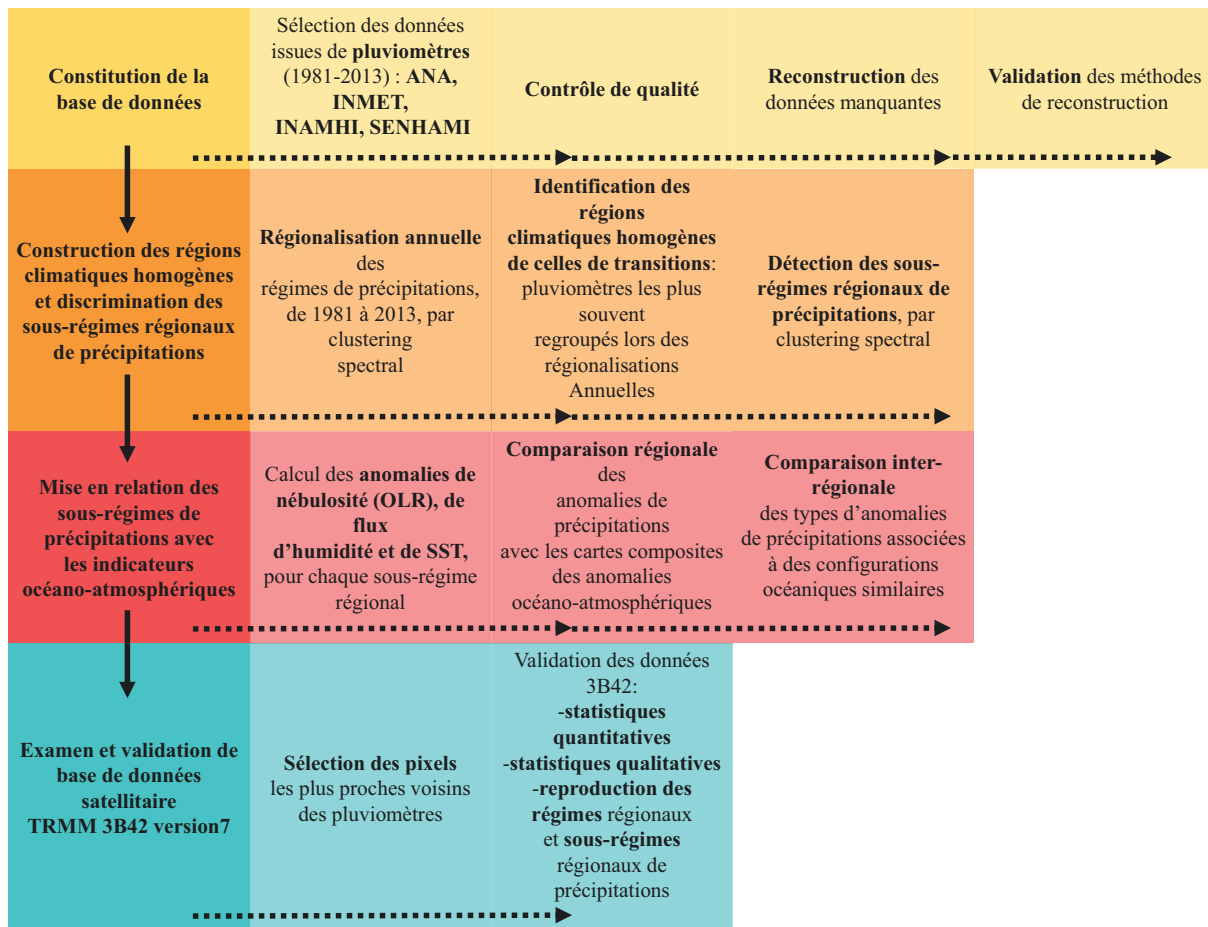 Constitution de la
base de données
Sélection des données
issues de pluviomètres
(1981-2013) : ANA,
INMET,
INAMHI, SENHAMI
Contrôle de qualité
Reconstruction des
données manquantes
Validation des méthodes
de reconstruction
Construction des régions
climatiques homogènes
et discrimination des
sous-régimes régionaux
de précipitations
Régionalisation annuelle
des
régimes de précipitations,
de 1981 à 2013, par
clustering
spectral
Identification des
régions
climatiques homogènes
de celles de transitions:
pluviomètres les plus
souvent
regroupés lors des
régionalisations
Annuelles
Détection des sous-
régimes régionaux de
précipitations, par
clustering spectral
Mise en relation des
sous-régimes de
précipitations avec
les indicateurs
océano-atmosphériques
Calcul des anomalies de
nébulosité (OLR), de
flux
d'humidité et de SST,
pour chaque sous-régime
régional
Comparaison régionale
des
anomalies de
précipitations
avec les cartes composites
des anomalies
océano-atmosphériques
Comparaison inter-
régionale
des types d'anomalies
de précipitations associées
à des configurations
océaniques similaires
Examen et validation de
base de données
satellitaire
TRMM 3B42 version7
Sélection des pixels
les plus proches voisins
des pluviomètres
Validation des données
3B42:
-statistiques
quantitatives
-statistiques qualitatives
-reproduction des
régimes régionaux
et sous-régimes
régionaux de
précipitations